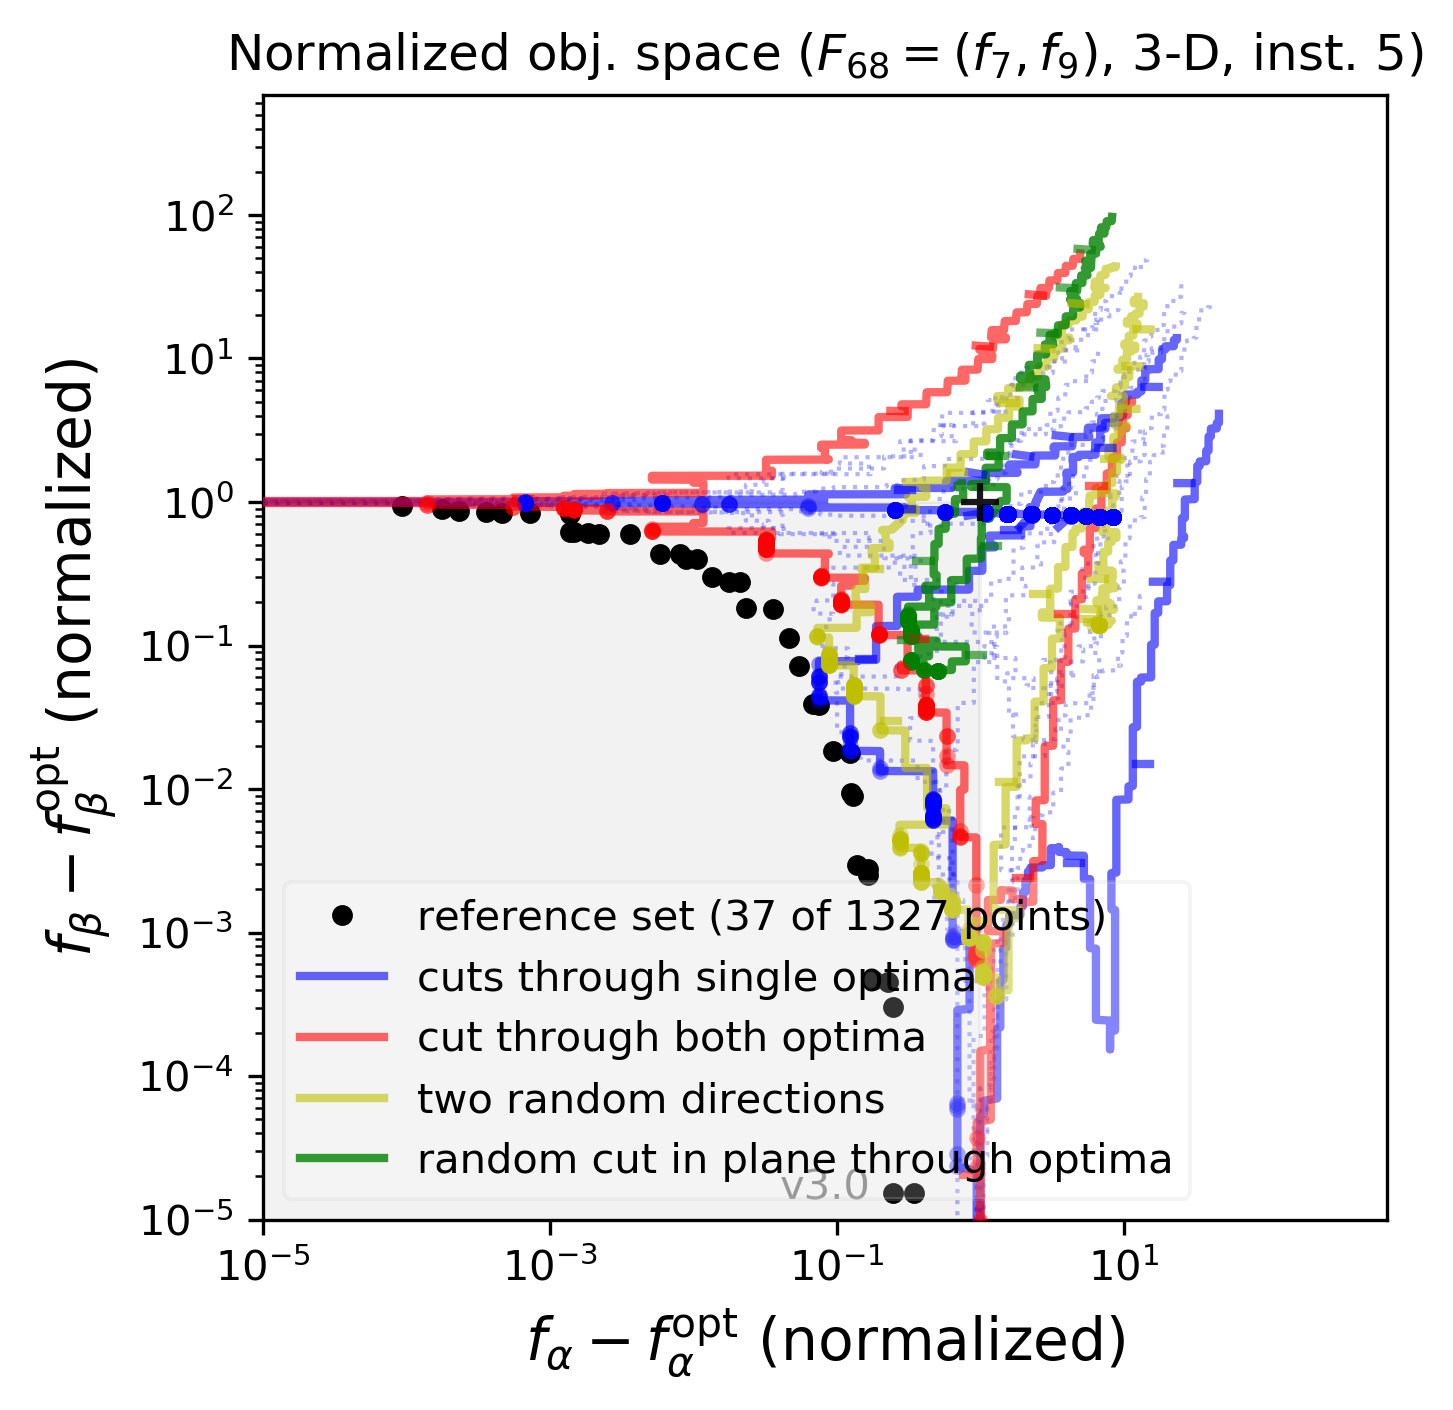 Normalized obj. space (F₆₈ = (f₇, f₉), 3-D, inst. 5)
f_β − f_β^opt (normalized)
10²
10¹
10⁰
10⁻¹
10⁻²
10⁻³
10⁻⁴
10⁻⁵
reference set (37 of 1327 points)
cuts through single optima
cut through both optima
two random directions
random cut in plane through optima
v3.0
10⁻⁵ 10⁻³ 10⁻¹ 10¹
f_α − f_α^opt (normalized)